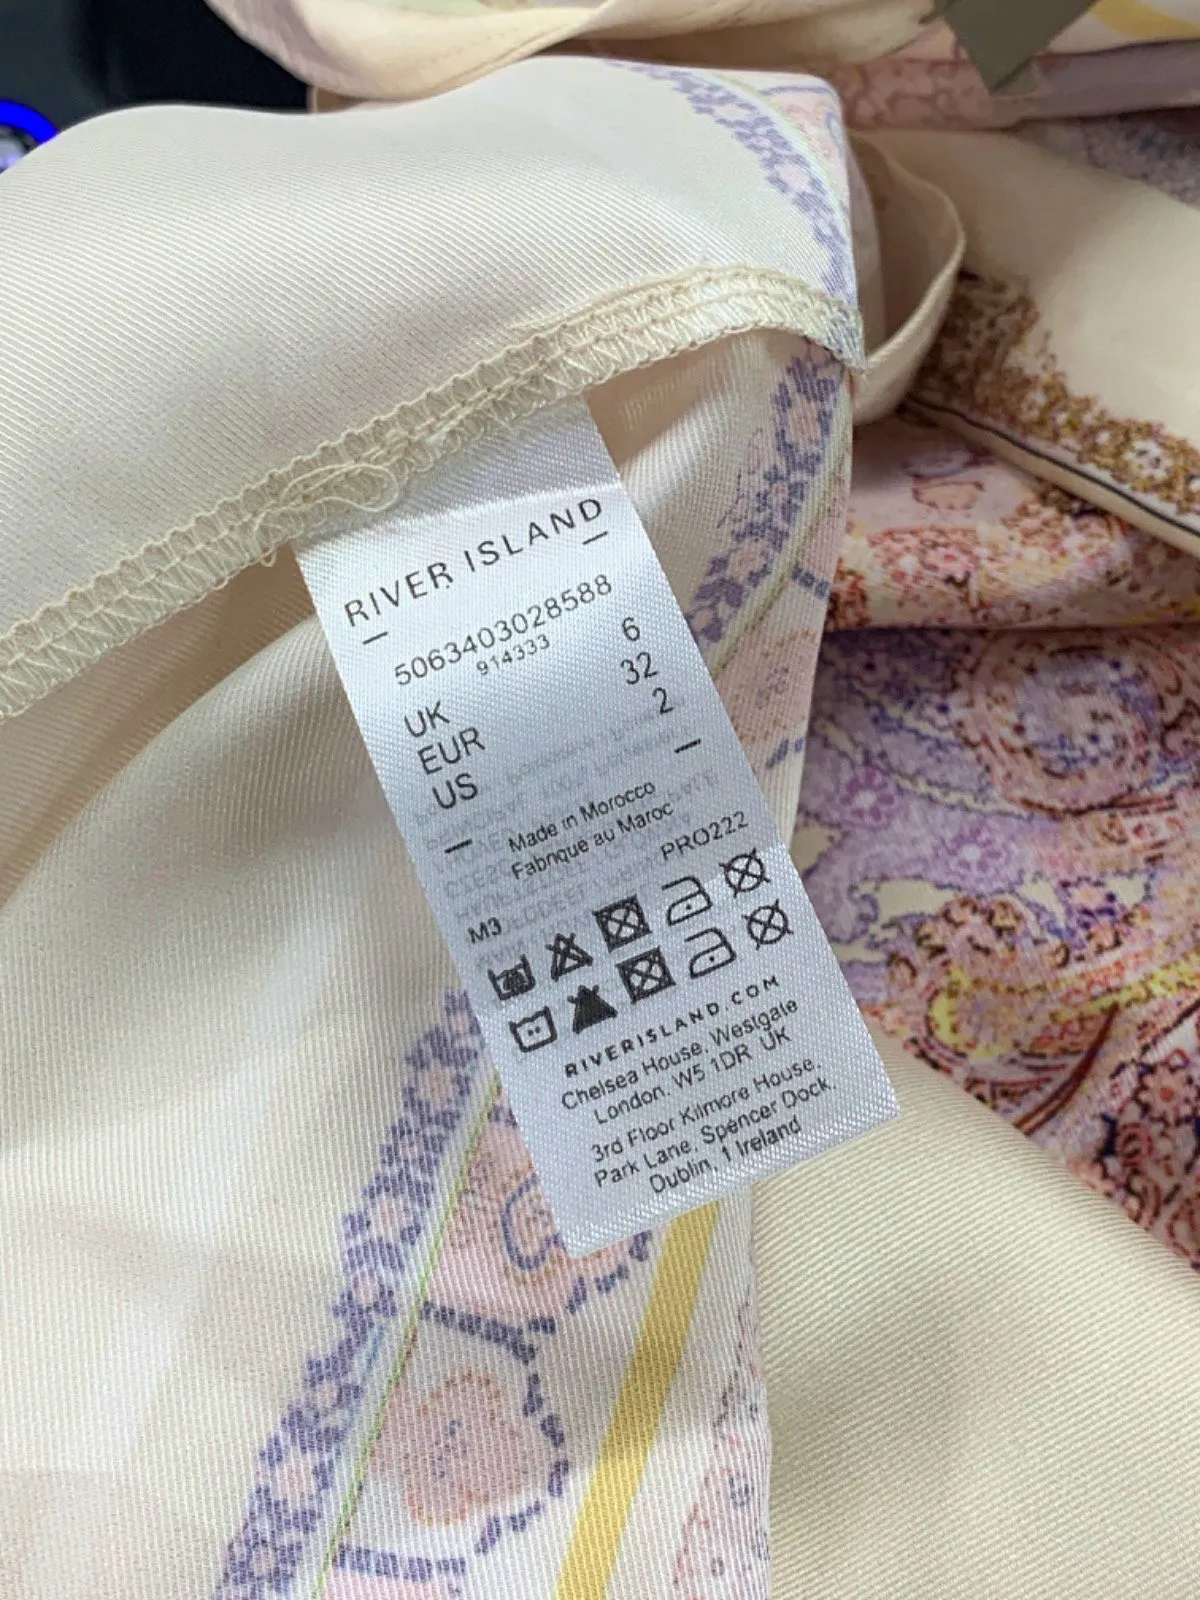 RIVER ISLAND
5063403028588
914333
UK 6
EUR 32
US 2
Made in Morocco
Fabrique au Maroc
PRO222
M3
RIVERISLAND.COM
Chelsea House, Westgate
London, W5 1DR UK
3rd Floor Kilmore House,
Park Lane, Spencer Dock,
Dublin, 1 Ireland